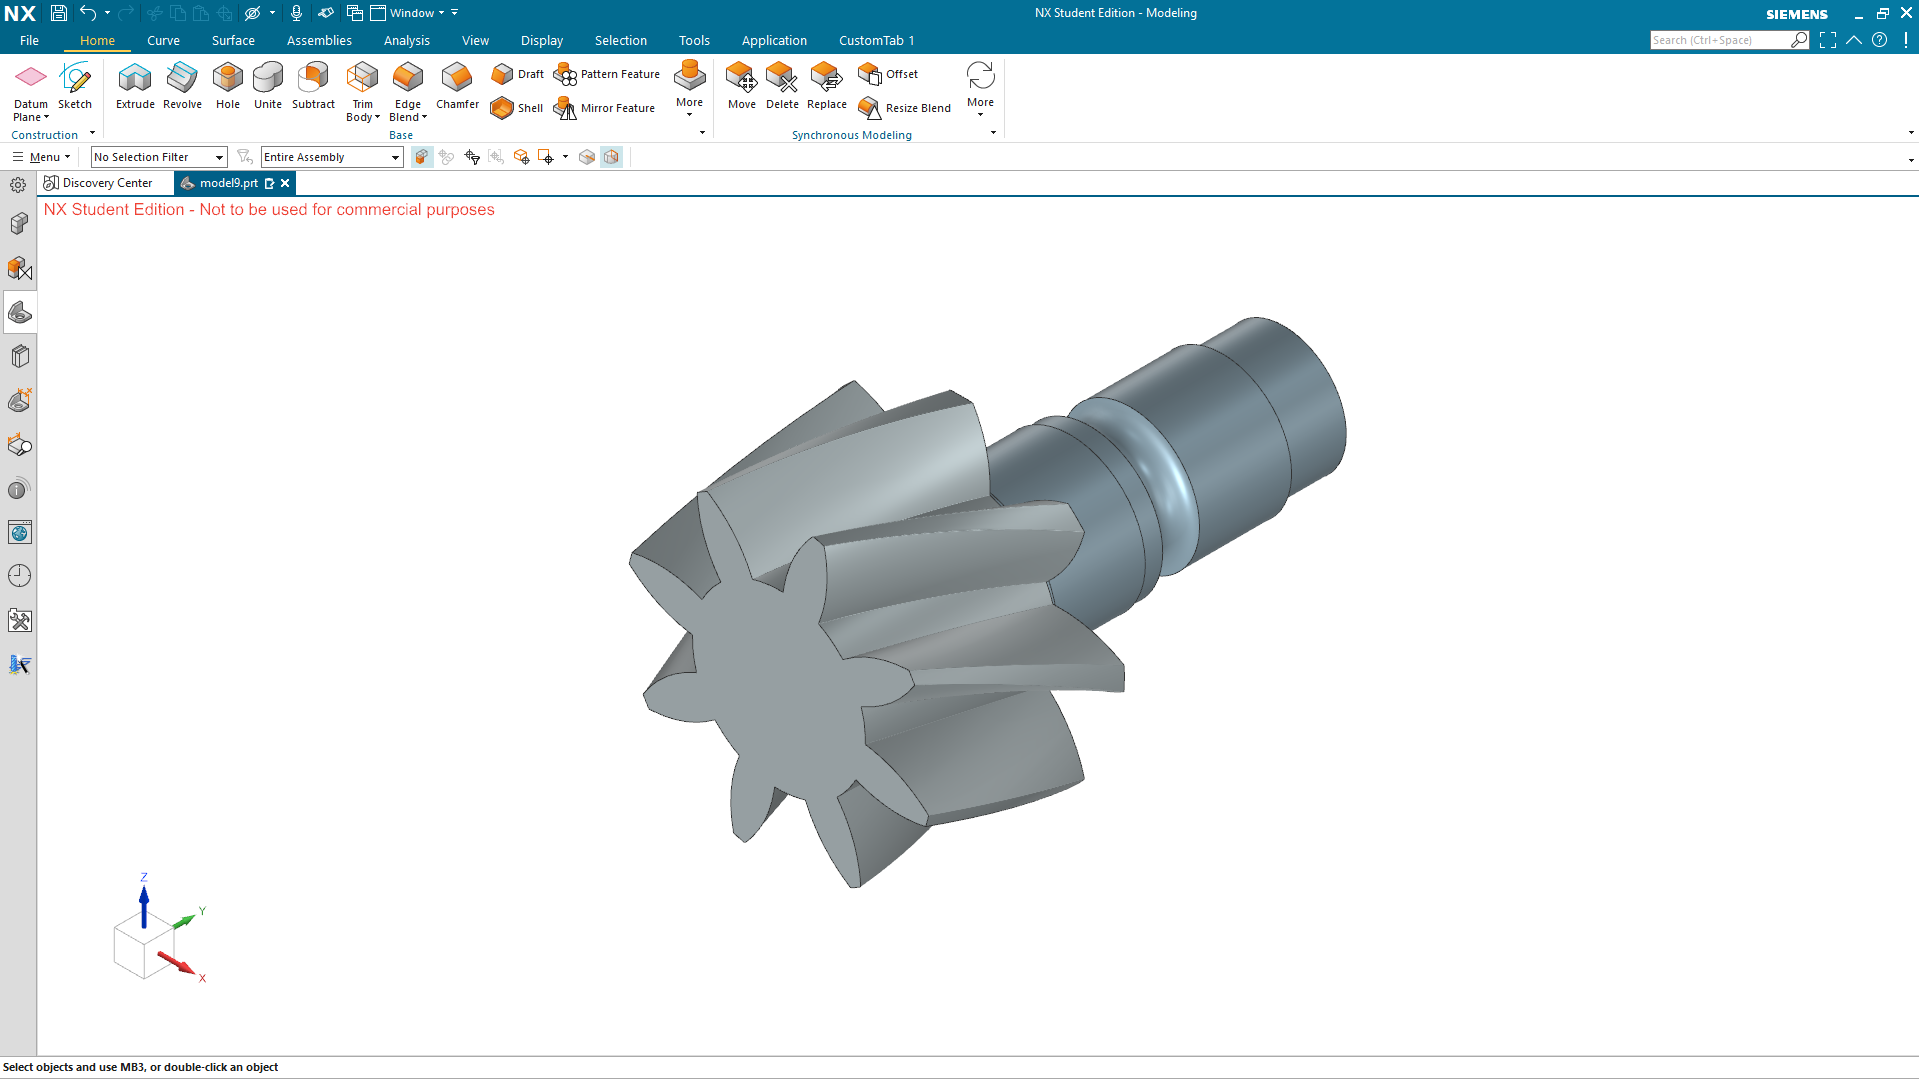 NX Window NX Student Edition - Modeling SIEMENS
File Home Curve Surface Assemblies Analysis View Display Selection Tools Application CustomTab 1 Search (Ctrl+Space)
Datum Plane Sketch Extrude Revolve Hole Unite Subtract Trim Body Edge Blend Chamfer Draft Shell Pattern Feature Mirror Feature More Move Delete Replace Offset Resize Blend More
Construction Base Synchronous Modeling
Menu No Selection Filter Entire Assembly
Discovery Center model9.prt
NX Student Edition - Not to be used for commercial purposes
Z
Y
X
Select objects and use MB3, or double-click an object